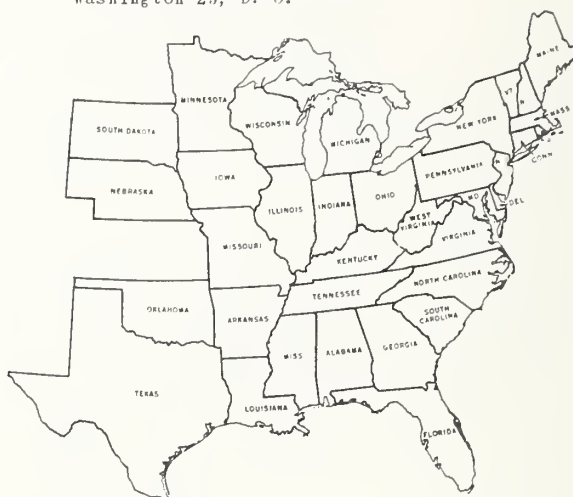 Washington 25, D. C.
MAINE
MINNESOTA
VT
N
WISCONSIN
MASS
SOUTH DAKOTA
MICHIGAN
NEW YORK
CONN
IOWA
PENNSYLVANIA
N
NEBRASKA
ILLINOIS
INDIANA
OHIO
MD
DEL
WEST
VIRGINIA
VIRGINIA
MISSOURI
KENTUCKY
NORTH CAROLINA
TENNESSEE
OKLAHOMA
ARKANSAS
SOUTH
CAROLINA
MISS
ALABAMA
GEORGIA
TEXAS
LOUISIANA
FLORIDA